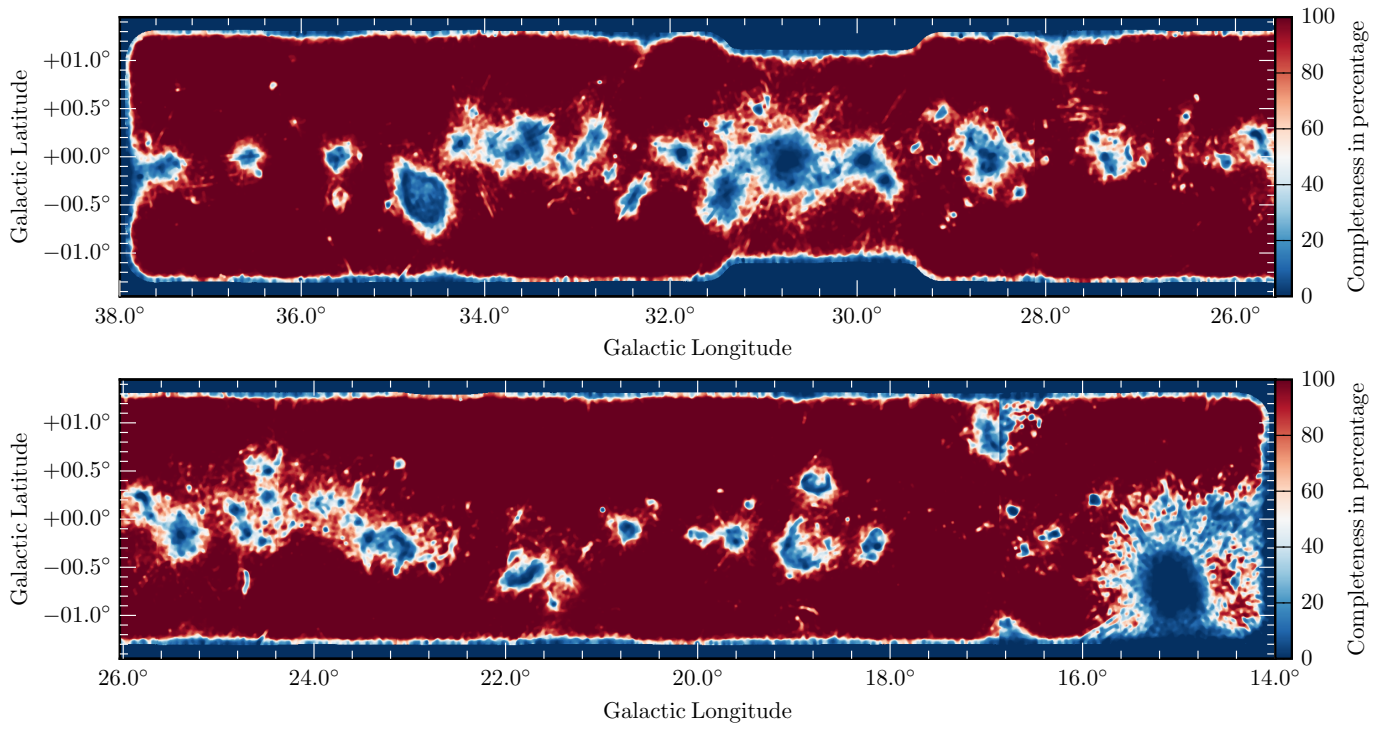 Galactic Latitude
+01.0°
+00.5°
+00.0°
−00.5°
−01.0°
38.0° 36.0° 34.0° 32.0° 30.0° 28.0° 26.0°
Galactic Longitude
100
80
60
40
20
0
Completeness in percentage
Galactic Latitude
+01.0°
+00.5°
+00.0°
−00.5°
−01.0°
26.0° 24.0° 22.0° 20.0° 18.0° 16.0° 14.0°
Galactic Longitude
100
80
60
40
20
0
Completeness in percentage